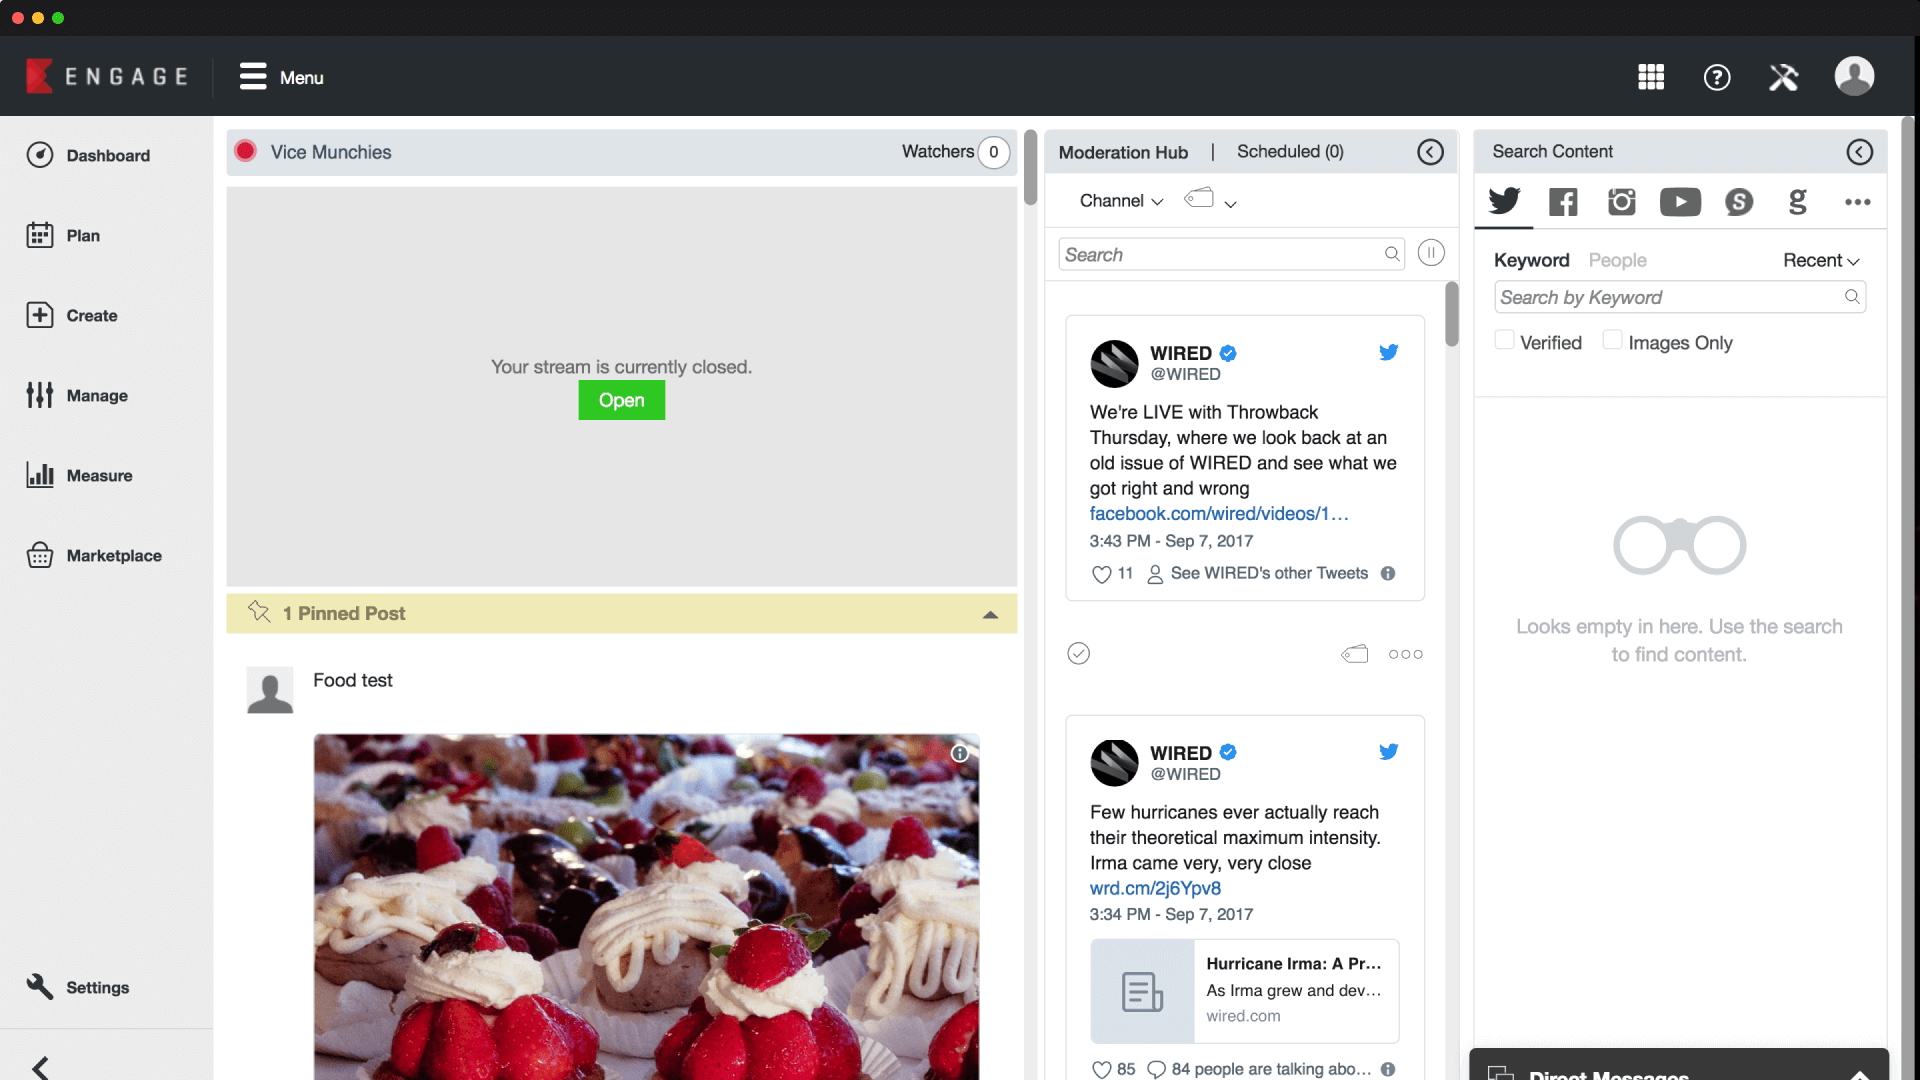 ENGAGE
Menu
Dashboard
Plan
Create
Manage
Measure
Marketplace
Settings
Vice Munchies
Watchers 0
Your stream is currently closed.
Open
1 Pinned Post
Food test
Moderation Hub | Scheduled (0)
Channel
Search
WIRED
@WIRED
We're LIVE with Throwback
Thursday, where we look back at an
old issue of WIRED and see what we
got right and wrong
facebook.com/wired/videos/1…
3:43 PM - Sep 7, 2017
11 See WIRED's other Tweets
WIRED
@WIRED
Few hurricanes ever actually reach
their theoretical maximum intensity.
Irma came very, very close
wrd.cm/2j6Ypv8
3:34 PM - Sep 7, 2017
Hurricane Irma: A Pr…
As Irma grew and dev…
wired.com
85 84 people are talking abo…
Search Content
Keyword People Recent
Search by Keyword
Verified Images Only
Looks empty in here. Use the search
to find content.
Direct Messages